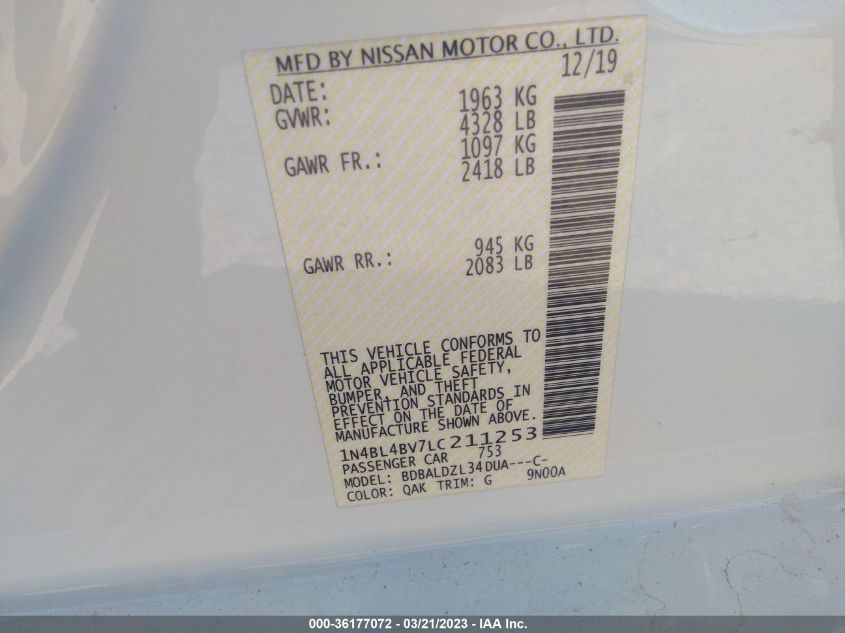 MFD BY NISSAN MOTOR CO., LTD.
DATE: 12/19
GVWR: 1963 KG
4328 LB
GAWR FR.: 1097 KG
2418 LB
GAWR RR.: 945 KG
2083 LB
THIS VEHICLE CONFORMS TO
ALL APPLICABLE FEDERAL
MOTOR VEHICLE SAFETY,
BUMPER, AND THEFT
PREVENTION STANDARDS IN
EFFECT ON THE DATE OF
MANUFACTURE SHOWN ABOVE.
1N4BL4BV7LC211253
PASSENGER CAR 753
MODEL: BDBALDZL34DUA---C-
COLOR: QAK TRIM: G 9N00A
000-36177072 - 03/21/2023 - IAA Inc.